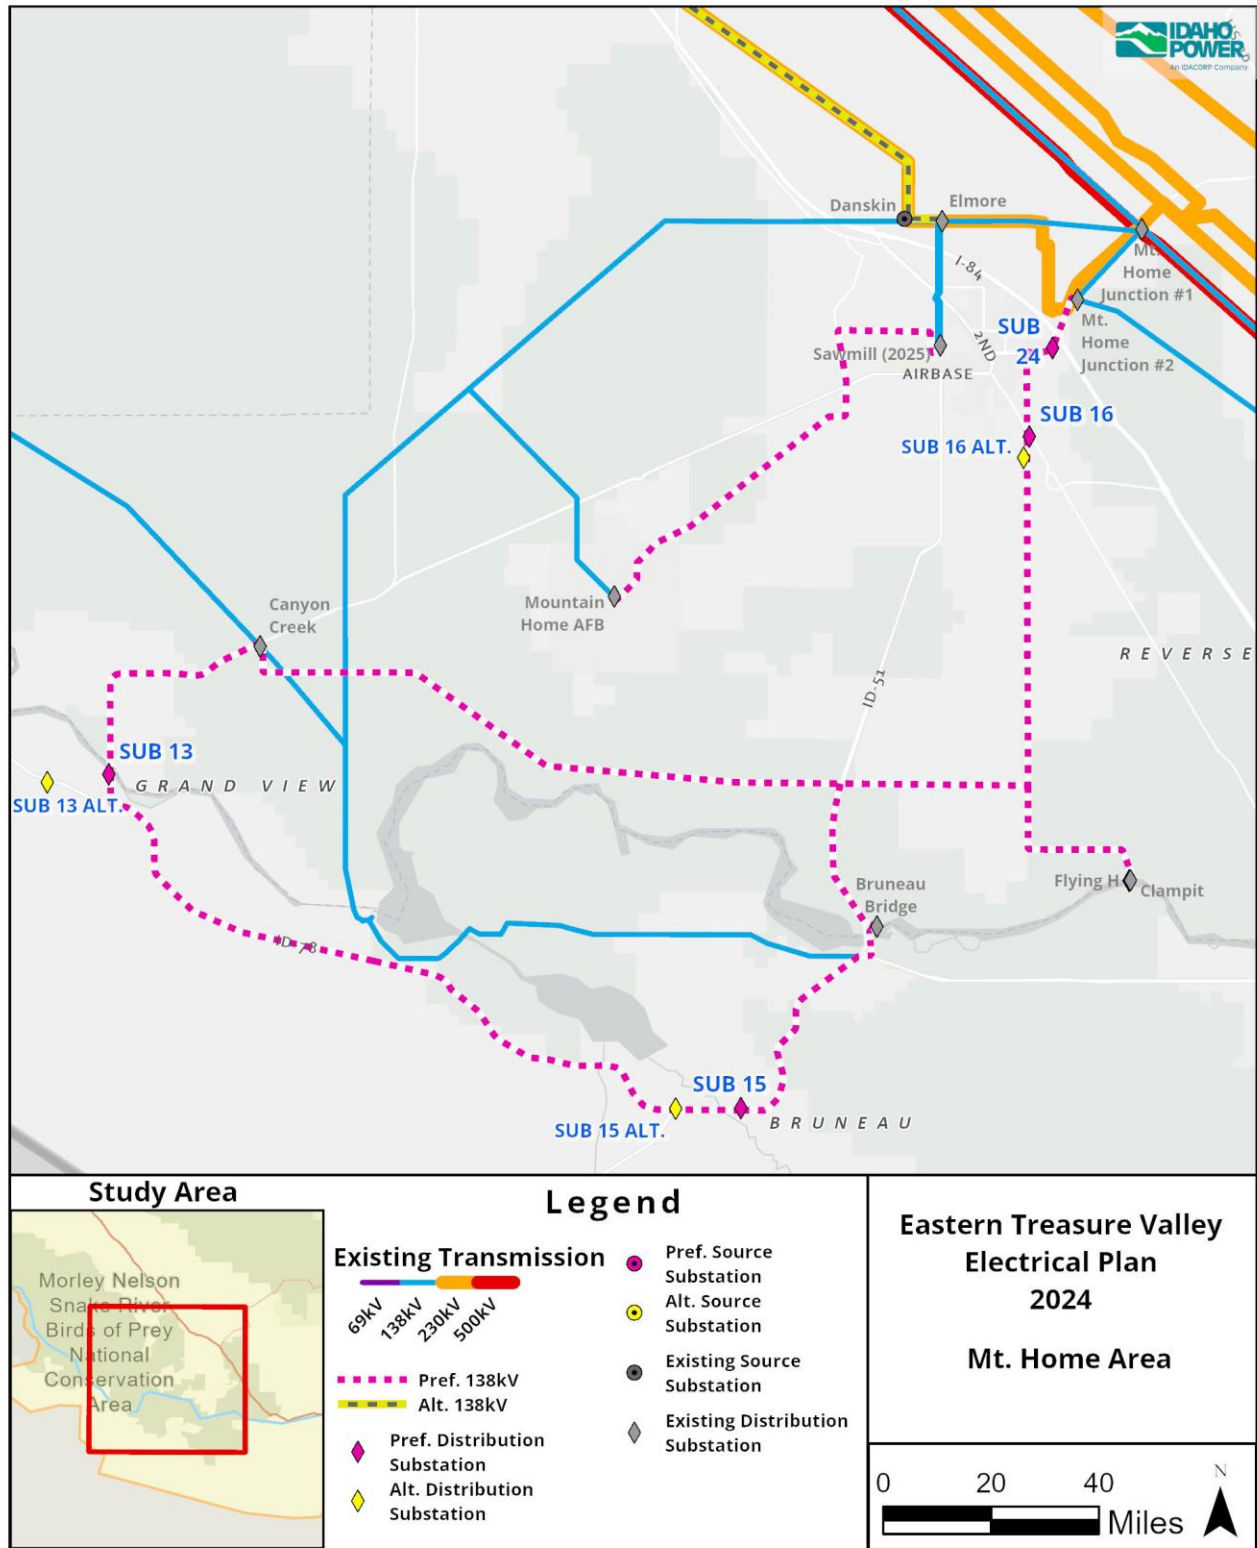 IDAHO
POWER
An IDACORP Company
Danskin
Elmore
I-84
Mt.
Home
Junction #1
SUB
24
Mt.
Home
Junction #2
2ND
Sawmill (2025)
AIRBASE
SUB 16
SUB 16 ALT.
Canyon
Creek
Mountain
Home AFB
REVERSE
ID-51
SUB 13
GRAND VIEW
SUB 13 ALT.
Bruneau
Bridge
Flying H
Clampit
ID-78
SUB 15
SUB 15 ALT.
BRUNEAU
Study Area
Morley Nelson
Snake River
Birds of Prey
National
Conservation
Area
Legend
Existing Transmission
69kV
138kV
230kV
500kV
Pref. 138kV
Alt. 138kV
Pref. Distribution
Substation
Alt. Distribution
Substation
Pref. Source
Substation
Alt. Source
Substation
Existing Source
Substation
Existing Distribution
Substation
Eastern Treasure Valley
Electrical Plan
2024
Mt. Home Area
0 20 40
Miles
N